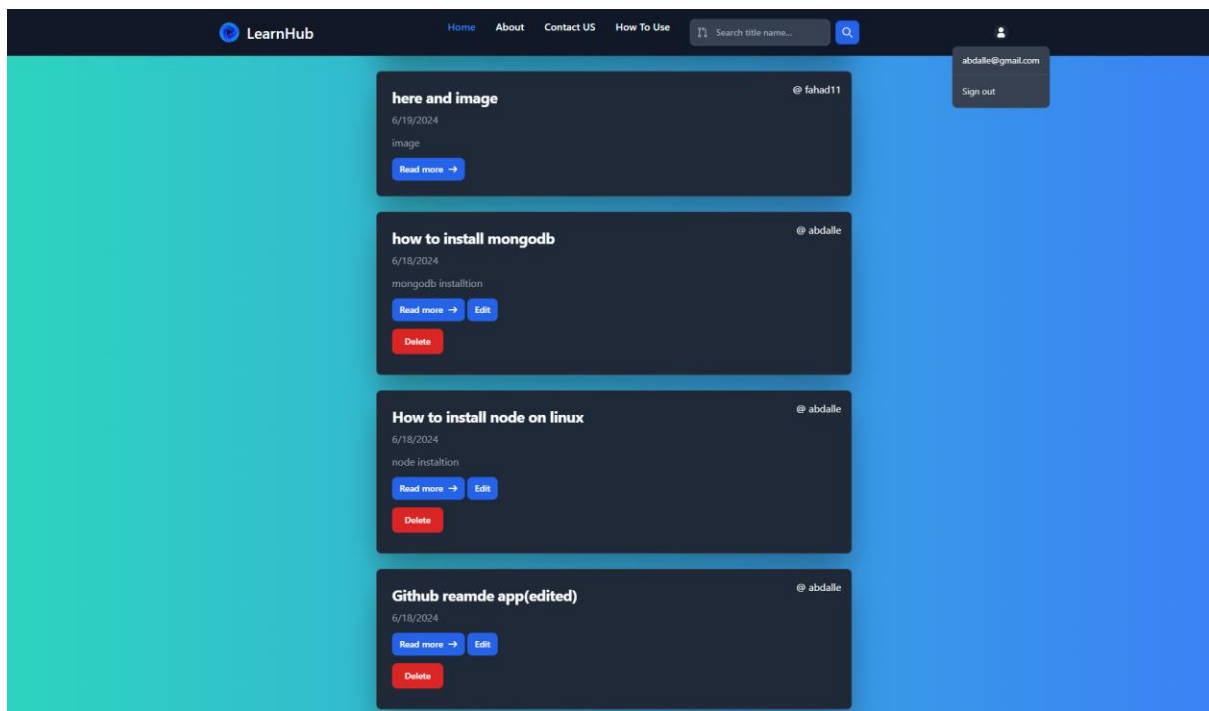 LearnHub
Home About Contact US How To Use Search title name...
abdalle@gmail.com
Sign out
here and image @ fahad11
6/19/2024
image
Read more →
how to install mongodb @ abdalle
6/18/2024
mongodb installtion
Read more → Edit
Delete
How to install node on linux @ abdalle
6/18/2024
node instaltion
Read more → Edit
Delete
Github reamde app(edited) @ abdalle
6/18/2024
Read more → Edit
Delete